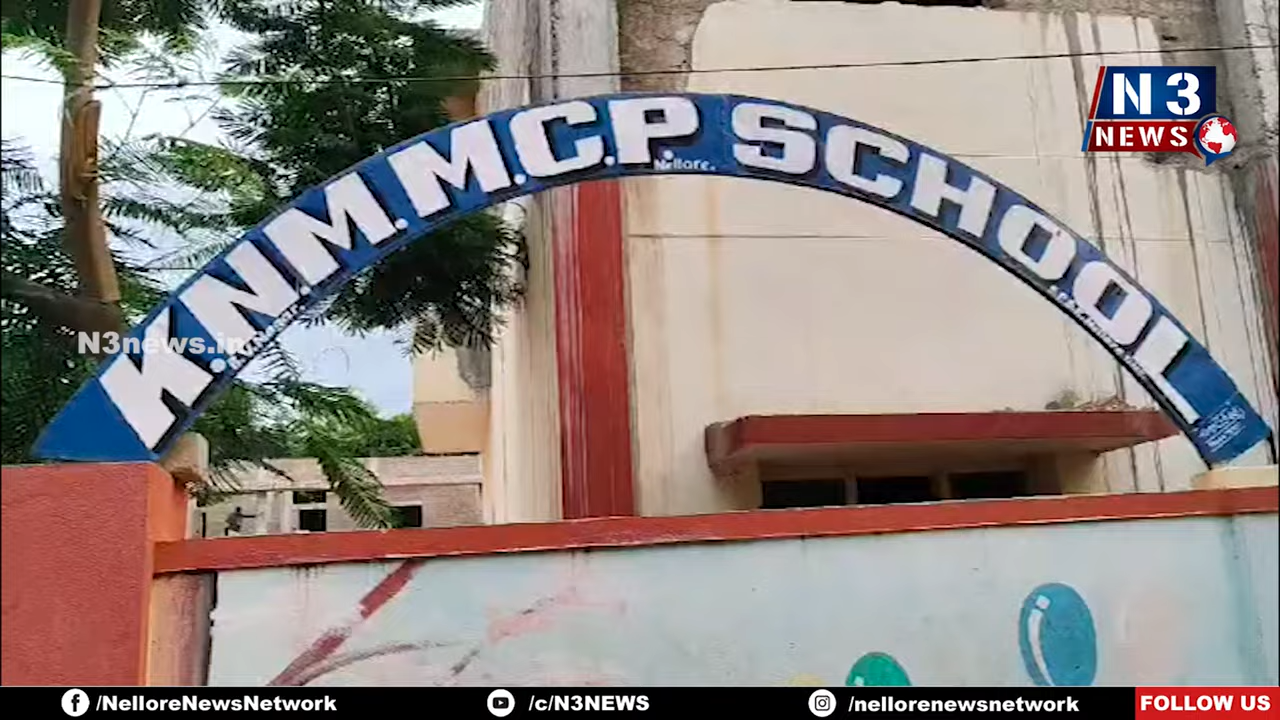 N3
NEWS
K.N.M.M.C.P. SCHOOL
Nellore.
N3news.in
/NelloreNewsNetwork
/c/N3NEWS
/nellorenewsnetwork
FOLLOW US